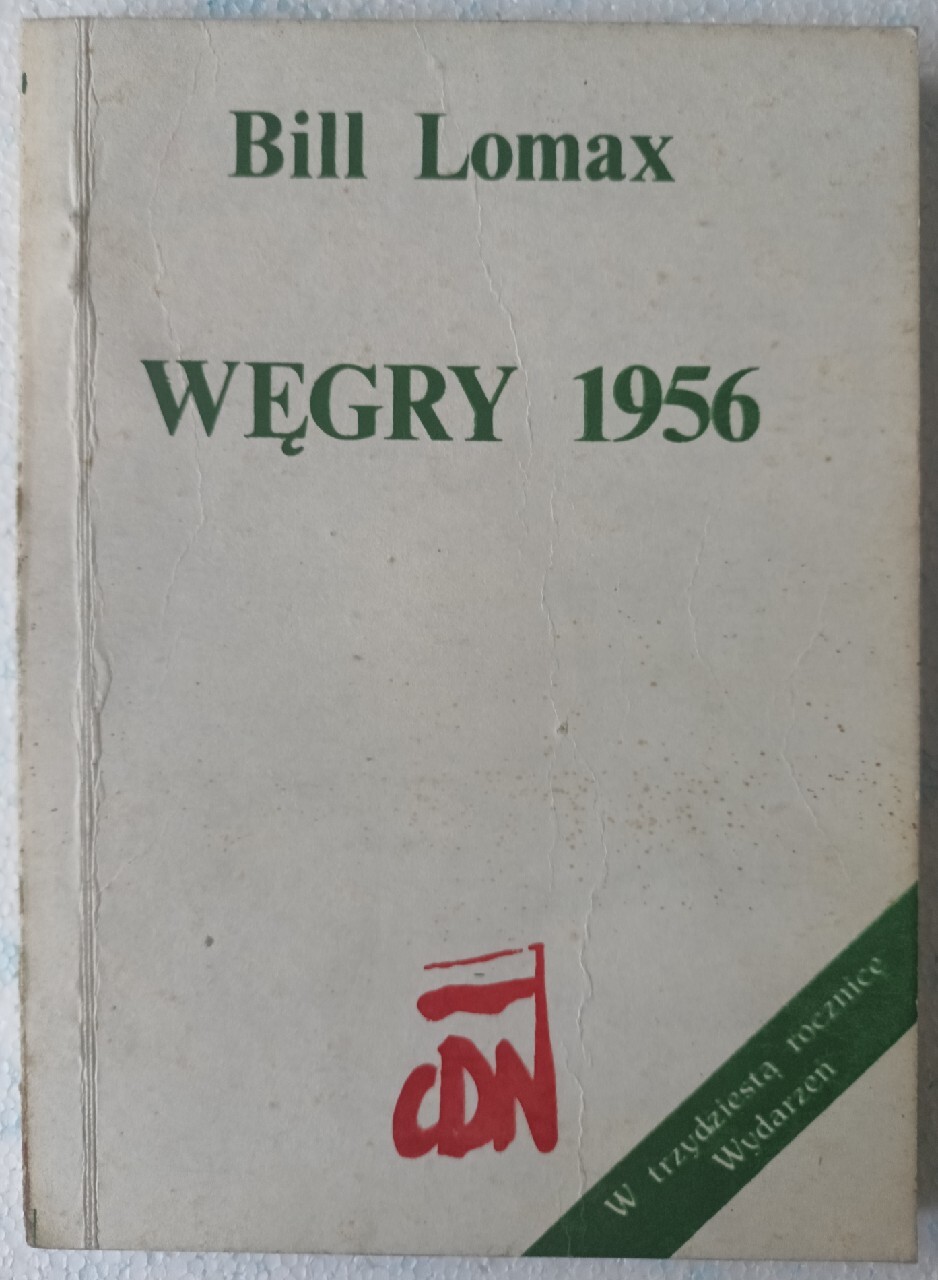 Bill Lomax
WĘGRY 1956
CDN
W trzydziestą rocznicę
Wydarzeń